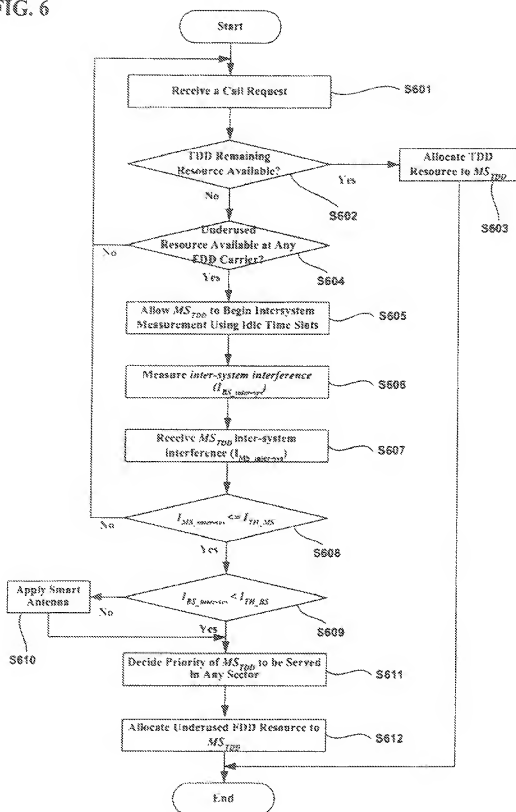 FIG. 6
Start
Receive a Call Request
S601
TDD Remaining
Resource Available?
Yes
No
S602
Allocate TDD
Resource to MS_TDD
S603
Underused
Resource Available at Any
FDD Carrier?
No
Yes
S604
Allow MS_TDD to Begin Intersystem
Measurement Using Idle Time Slots
S605
Measure inter-system interference
(I_BS_inter-sys)
S606
Receive MS_TDD inter-system
interference (I_MS_inter-sys)
S607
I_MS_inter-sys <= I_TH_MS
No
Yes
S608
I_BS_inter-sys < I_TH_BS
No
Yes
S609
Apply Smart
Antenna
S610
Decide Priority of MS_TDD to be Served
in Any Sector
S611
Allocate Underused FDD Resource to
MS_TDD
S612
End